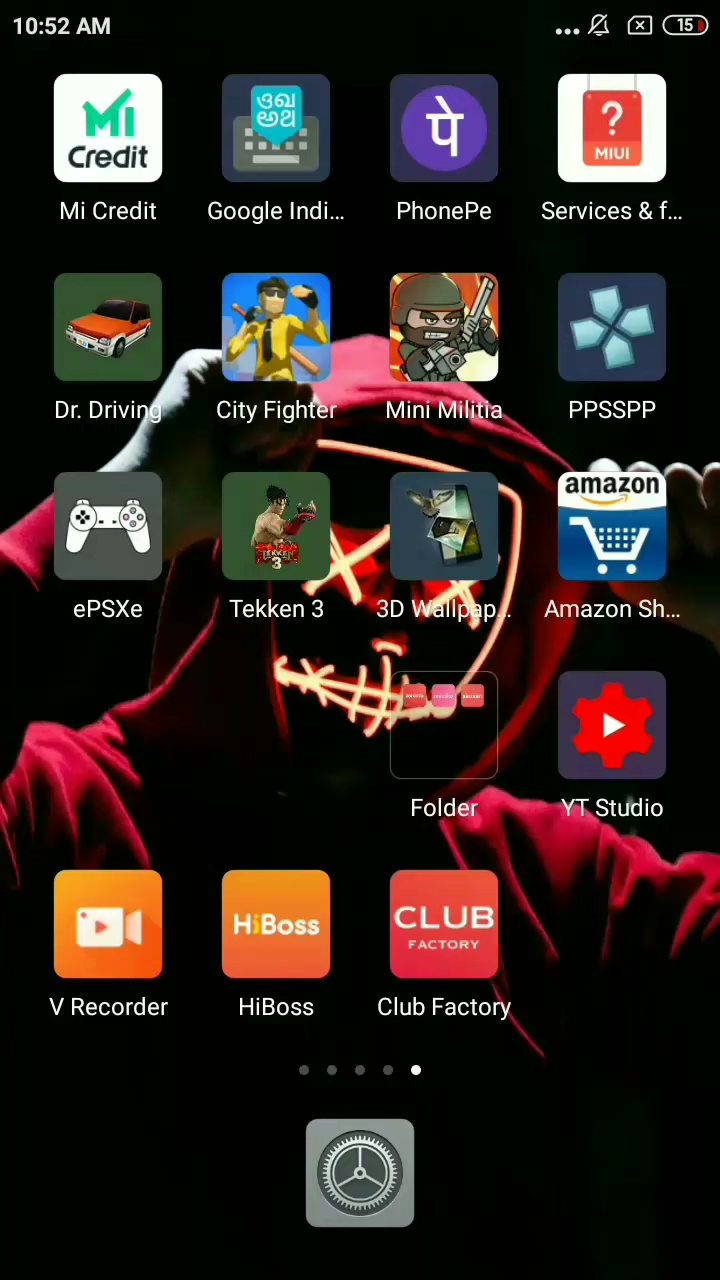 10:52 AM
15
Mi
Credit
ওখ
అథ
पे
?
MIUI
Mi Credit
Google Indi...
PhonePe
Services & f...
Dr. Driving
City Fighter
Mini Militia
PPSSPP
TEKKEN
3
amazon
ePSXe
Tekken 3
3D Wallpap...
Amazon Sh...
Folder
YT Studio
HiBoss
CLUB
FACTORY
V Recorder
HiBoss
Club Factory